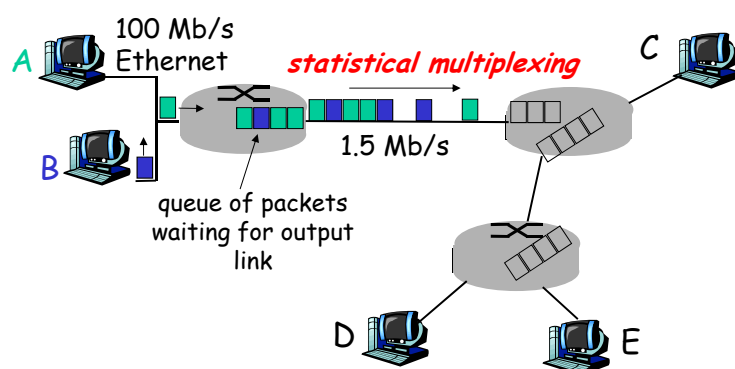 100 Mb/s
Ethernet
A
statistical multiplexing
C
1.5 Mb/s
B
queue of packets
waiting for output
link
D
E